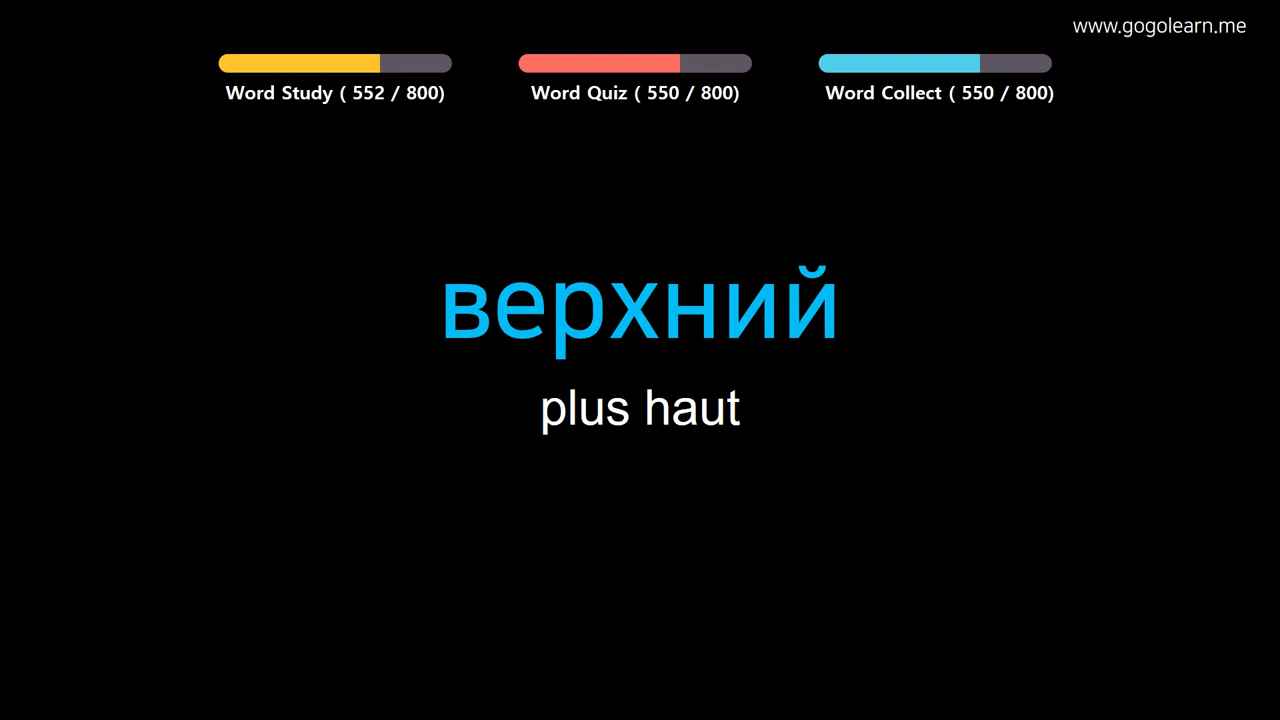 www.gogolearn.me
Word Study ( 552 / 800)
Word Quiz ( 550 / 800)
Word Collect ( 550 / 800)
верхний
plus haut